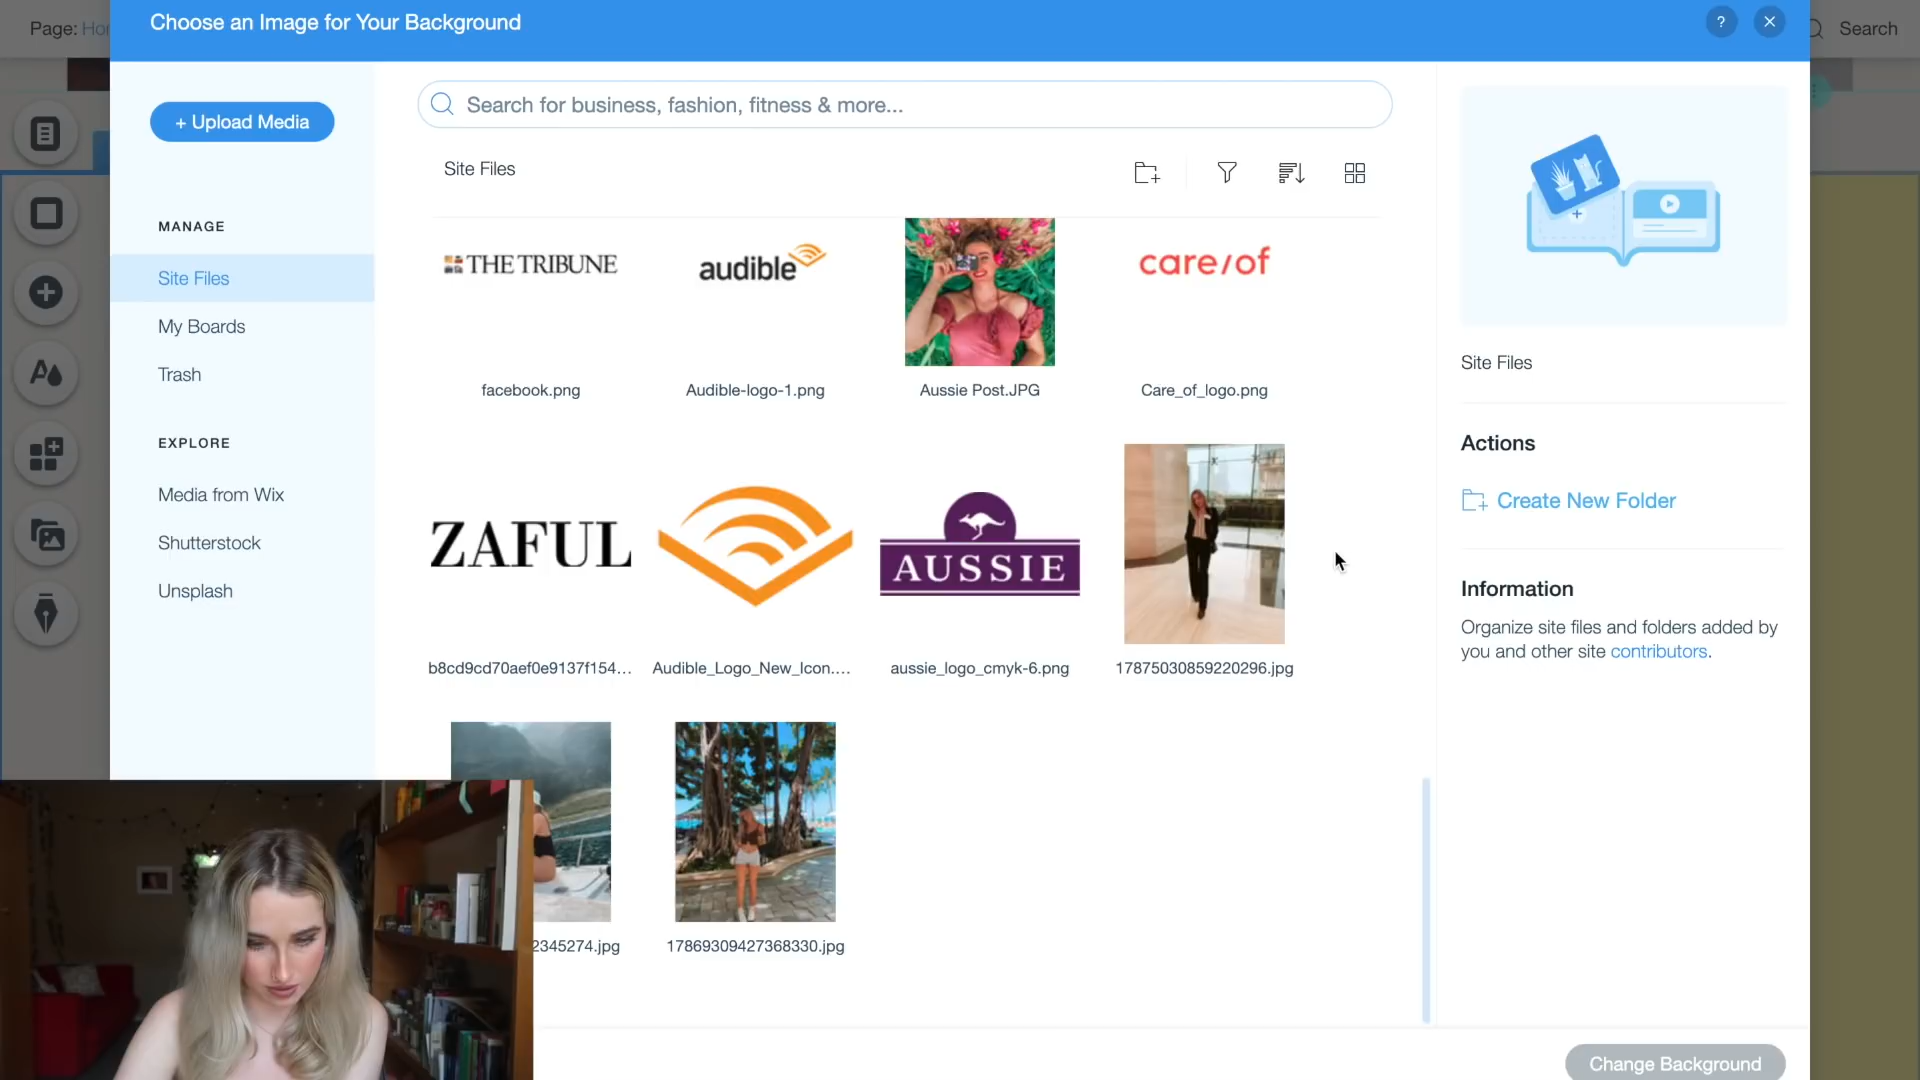 Page: Hor
Choose an Image for Your Background
?
Search
+ Upload Media
Search for business, fashion, fitness & more...
Site Files
MANAGE
Site Files
My Boards
Trash
EXPLORE
Media from Wix
Shutterstock
Unsplash
THE TRIBUNE
audible
care/of
facebook.png
Audible-logo-1.png
Aussie Post.JPG
Care_of_logo.png
ZAFUL
AUSSIE
b8cd9cd70aef0e9137f154...
Audible_Logo_New_Icon....
aussie_logo_cmyk-6.png
17875030859220296.jpg
2345274.jpg
17869309427368330.jpg
Site Files
Actions
Create New Folder
Information
Organize site files and folders added by
you and other site contributors.
Change Background